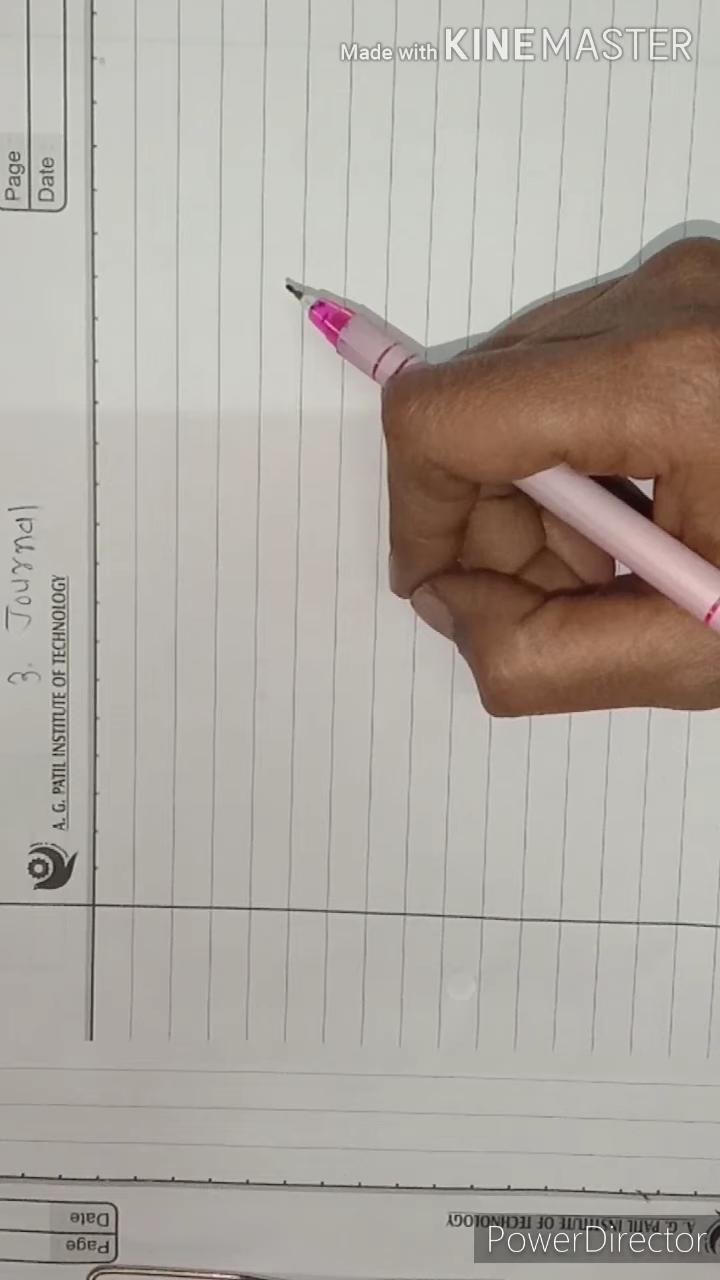 Made with KINEMASTER
3. Journal
A. G. PATIL INSTITUTE OF TECHNOLOGY
Page
Date
A. G. PATIL INSTITUTE OF TECHNOLOGY
Page
Date
PowerDirector